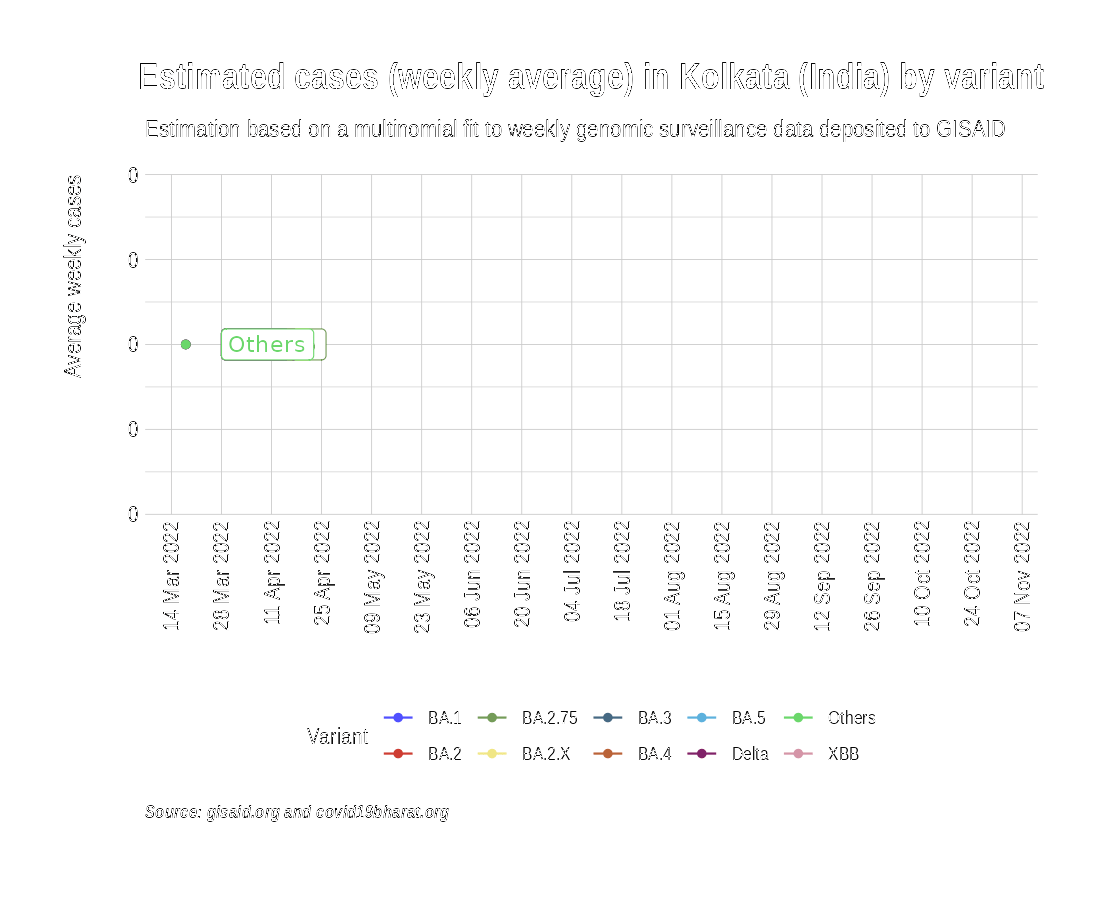 Estimated cases (weekly average) in Kolkata (India) by variant
Estimation based on a multinomial fit to weekly genomic surveillance data deposited to GISAID
Average weekly cases
0
0
0
0
0
Others
14 Mar 2022
28 Mar 2022
11 Apr 2022
25 Apr 2022
09 May 2022
23 May 2022
06 Jun 2022
20 Jun 2022
04 Jul 2022
18 Jul 2022
01 Aug 2022
15 Aug 2022
29 Aug 2022
12 Sep 2022
26 Sep 2022
10 Oct 2022
24 Oct 2022
07 Nov 2022
Variant
BA.1 BA.2.75 BA.3 BA.5 Others
BA.2 BA.2.X BA.4 Delta XBB
Source: gisaid.org and covid19bharat.org